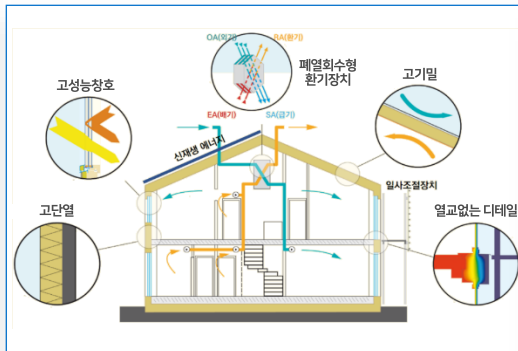 OA(외기)
RA(환기)
폐열회수형
환기장치
고성능창호
고기밀
EA(배기)
SA(급기)
신재생 에너지
일사조절장치
고단열
열교없는 디테일